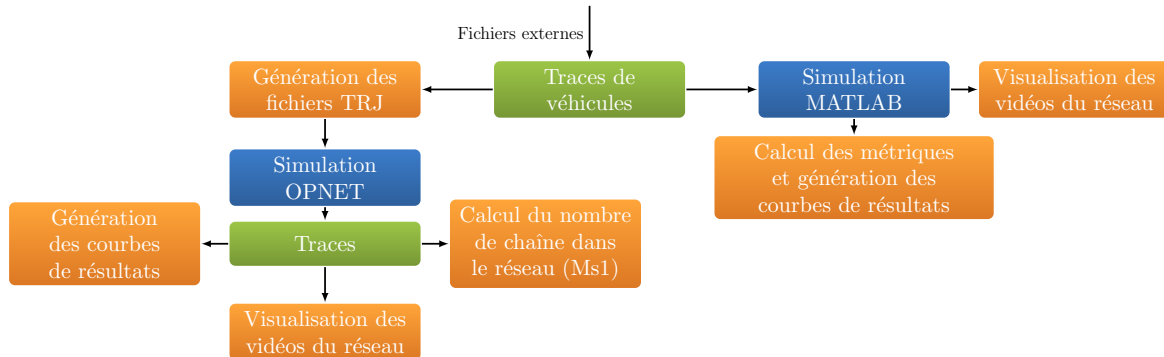 Fichiers externes
Génération des
fichiers TRJ
Traces de
véhicules
Simulation
MATLAB
Visualisation des
vidéos du réseau
Simulation
OPNET
Calcul des métriques
et génération des
courbes de résultats
Génération
des courbes
de résultats
Traces
Calcul du nombre
de chaîne dans
le réseau (Ms1)
Visualisation des
vidéos du réseau